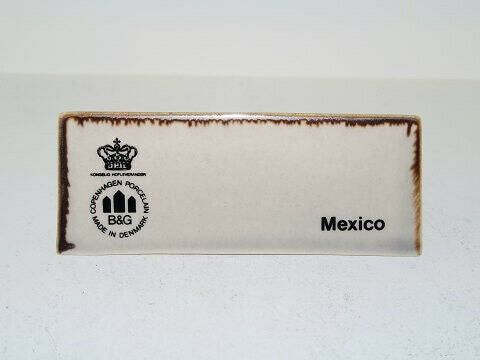 KONGELIG HOFLEVERANDØR
COPENHAGEN PORCELAIN
B&G
MADE IN DENMARK
Mexico